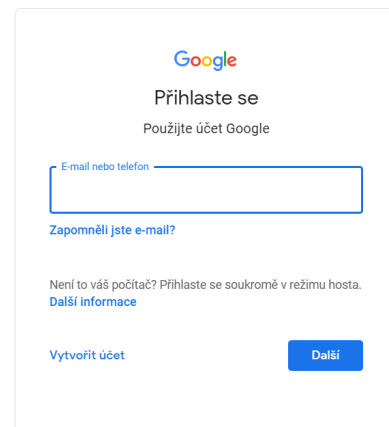 Google
Přihlaste se
Použijte účet Google
E-mail nebo telefon
Zapomněli jste e-mail?
Není to váš počítač? Přihlaste se soukromě v režimu hosta.
Další informace
Vytvořit účet
Další